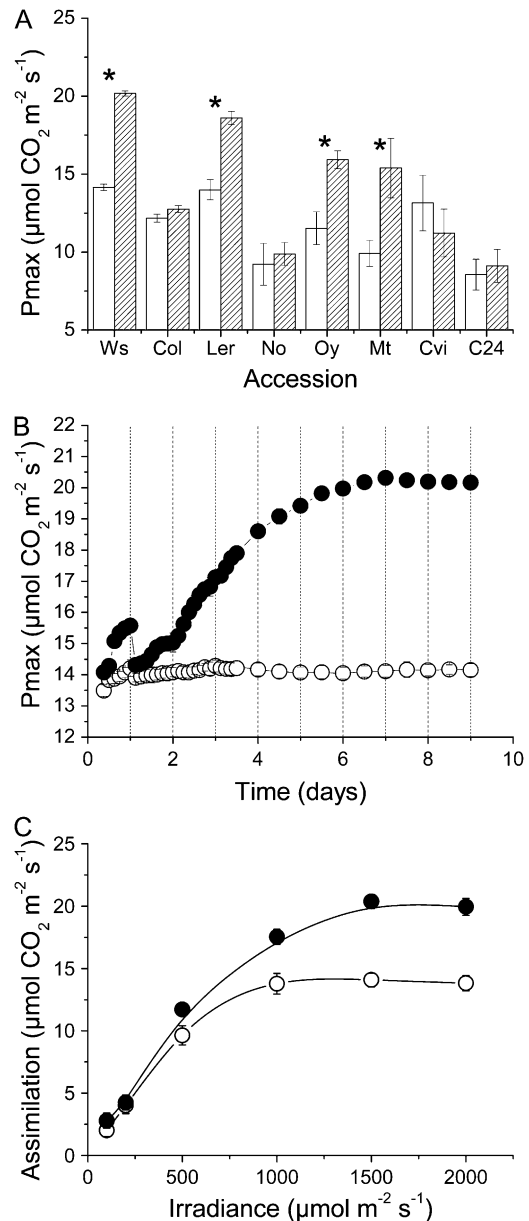 A
25
20
15
10
5
Pmax (µmol CO2 m-2 s-1)
* * * *
Ws Col Ler No Oy Mt Cvi C24
Accession
B
22
21
20
19
18
17
16
15
14
13
12
Pmax (µmol CO2 m-2 s-1)
0 2 4 6 8 10
Time (days)
C
25
20
15
10
5
0
Assimilation (µmol CO2 m-2 s-1)
0 500 1000 1500 2000
Irradiance (µmol m-2 s-1)